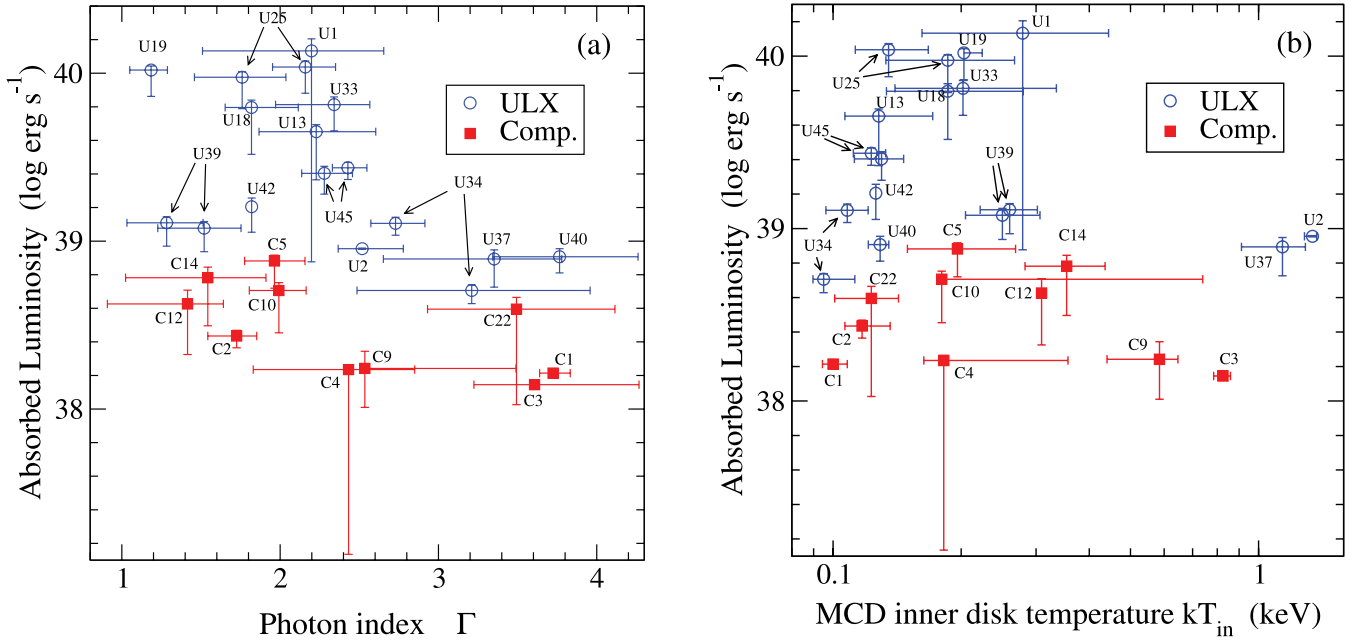 (a)
U25
U1
U19
U33
U18
U13
ULX
Comp.
U39
U42
U45
U34
C5
U2
U37
U40
C14
C10
C12
C22
C2
C9
C1
C4
C3
40
39
38
1
2
3
4
Absorbed Luminosity (log erg s⁻¹)
Photon index Γ
(b)
U1
U19
U25
U33
U18
U13
ULX
Comp.
U45
U39
U42
U34
U40
U2
C5
C14
U37
C22
C10
C12
C2
C9
C3
C1
C4
40
39
38
0.1
1
Absorbed Luminosity (log erg s⁻¹)
MCD inner disk temperature kT_in (keV)